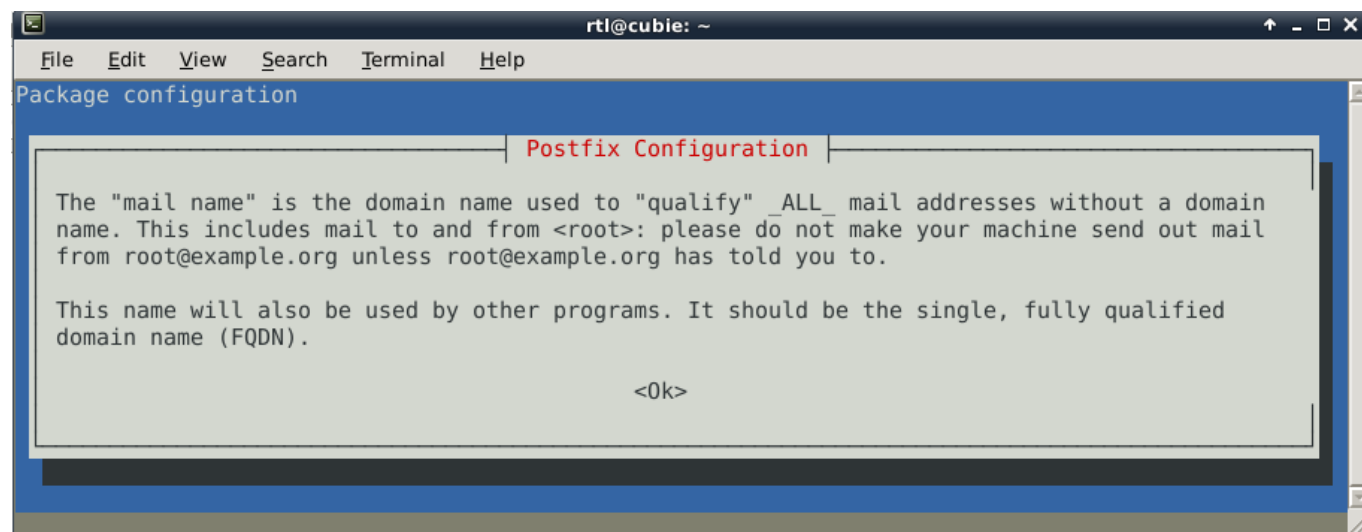 rtl@cubie: ~
File Edit View Search Terminal Help
Package configuration
Postfix Configuration
The "mail name" is the domain name used to "qualify" _ALL_ mail addresses without a domain
name. This includes mail to and from <root>: please do not make your machine send out mail
from root@example.org unless root@example.org has told you to.
This name will also be used by other programs. It should be the single, fully qualified
domain name (FQDN).
<Ok>